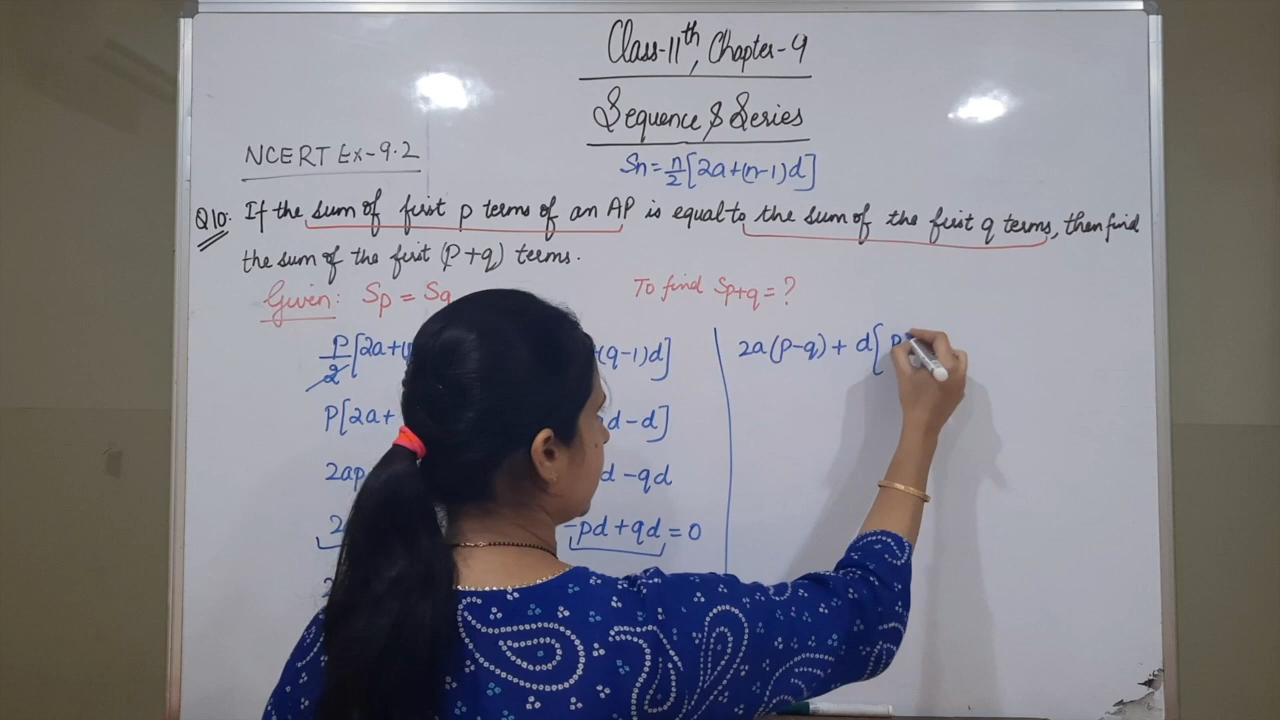 Class-11th, Chapter-9
Sequence & Series
NCERT Ex-9.2
Sn=n/2[2a+(n-1)d]
Q10. If the sum of first p terms of an AP is equal to the sum of the first q terms, then find
the sum of the first (P+q) terms.
Given: Sp = Sq
To find Sp+q = ?
P/2[2a+(
(q-1)d]
P[2a+
d-d]
2ap
d -qd
-pd+qd=0
2a(p-q)+ d[P